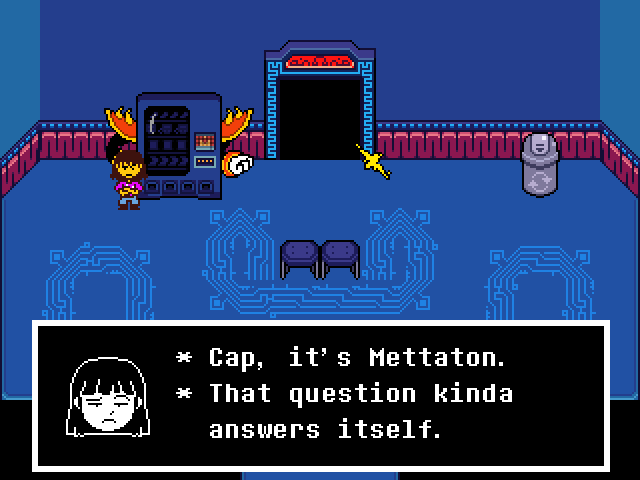 * Cap, it's Mettaton.
* That question kinda
answers itself.